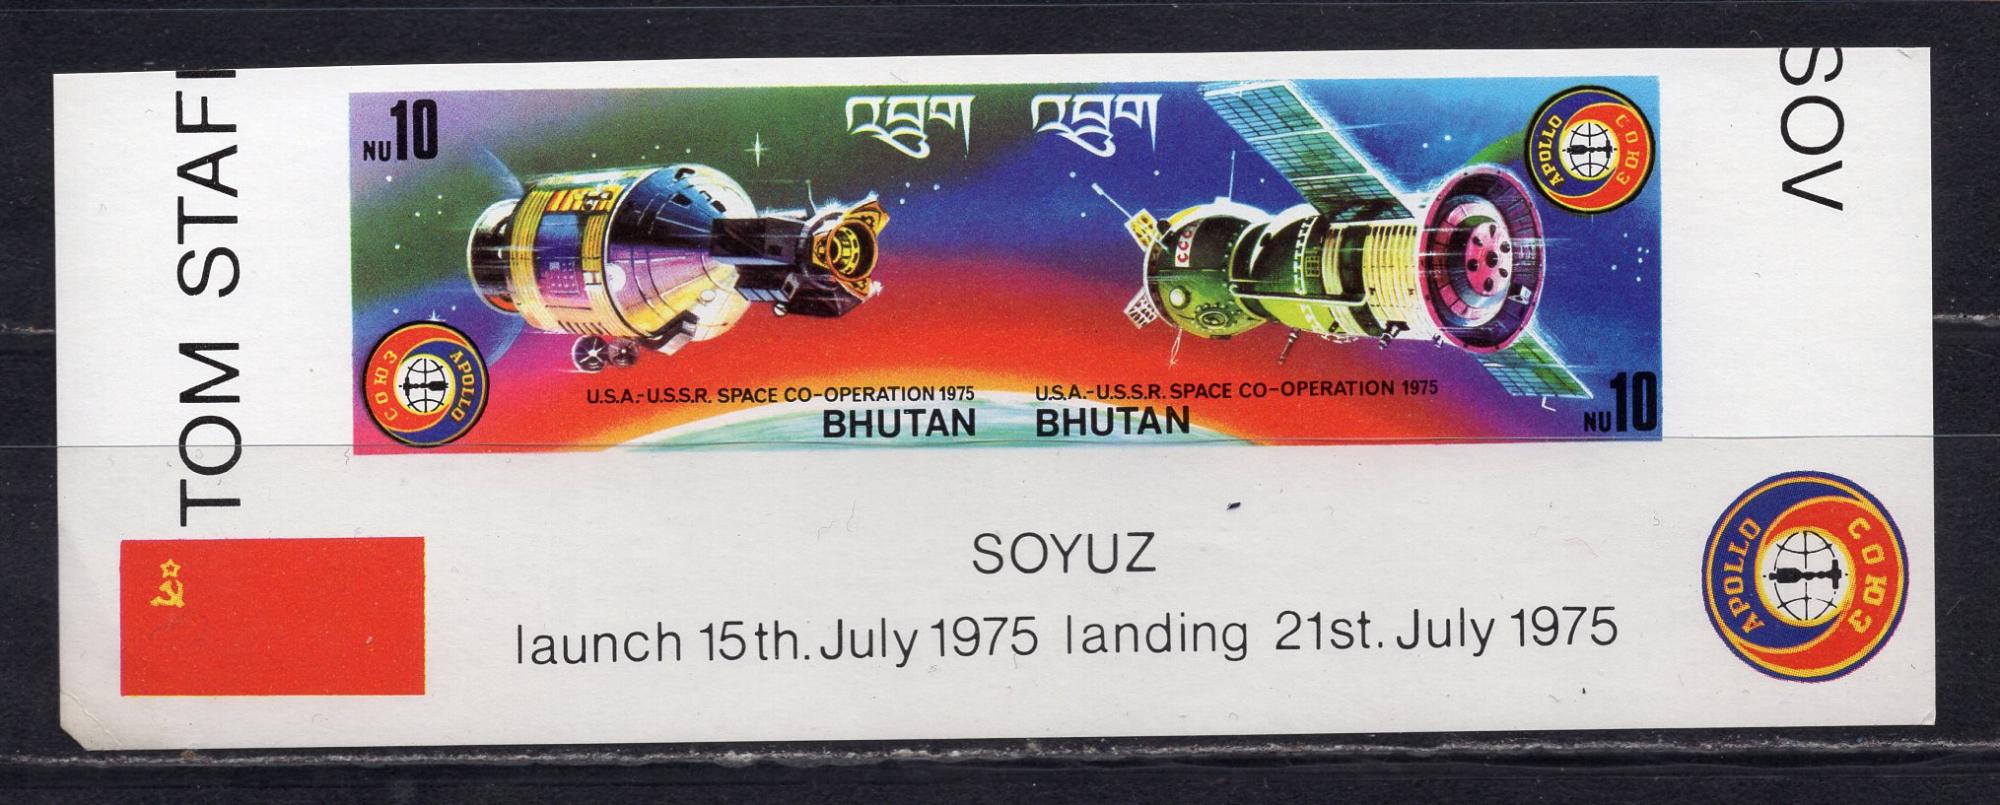 TOM STAF
SOV
NU10
འབྲུག
འབྲུག
APOLLO
СОЮЗ
CCC
СОЮЗ
APOLLO
U.S.A.-U.S.S.R. SPACE CO-OPERATION 1975
BHUTAN
U.S.A.-U.S.S.R. SPACE CO-OPERATION 1975
BHUTAN
NU10
SOYUZ
launch 15th. July 1975 landing 21st. July 1975
APOLLO
СОЮЗ